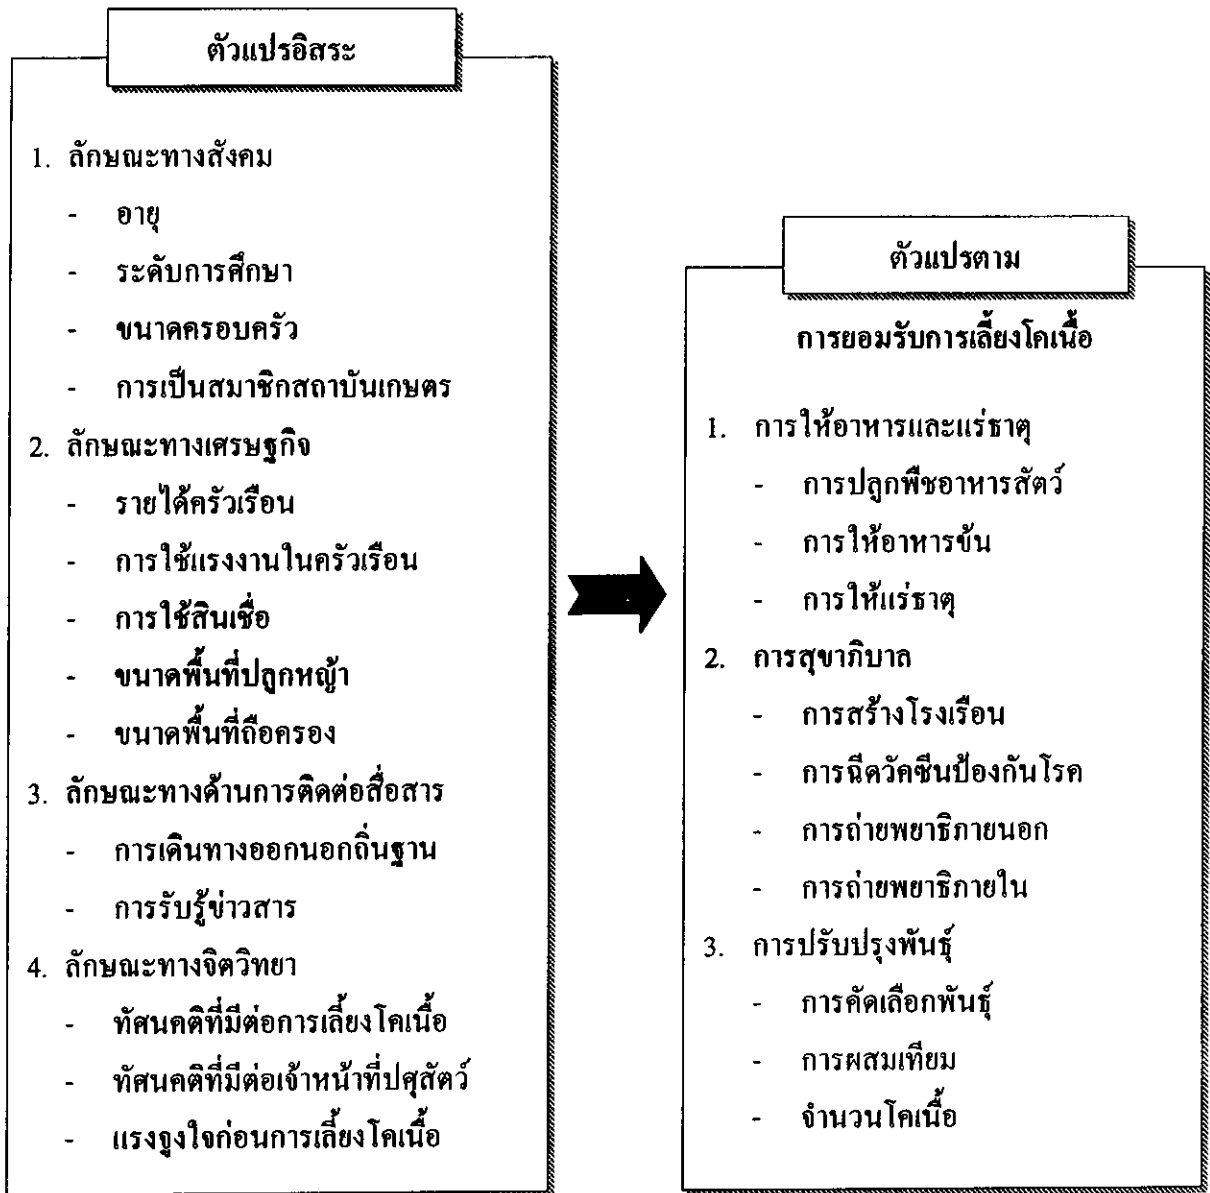 ตัวแปรอิสระ
1. ลักษณะทางสังคม
- อายุ
- ระดับการศึกษา
- ขนาดครอบครัว
- การเป็นสมาชิกสถาบันเกษตร
2. ลักษณะทางเศรษฐกิจ
- รายได้ครัวเรือน
- การใช้แรงงานในครัวเรือน
- การใช้สินเชื่อ
- ขนาดพื้นที่ปลูกหญ้า
- ขนาดพื้นที่ถือครอง
3. ลักษณะทางด้านการติดต่อสื่อสาร
- การเดินทางออกนอกถิ่นฐาน
- การรับรู้ข่าวสาร
4. ลักษณะทางจิตวิทยา
- ทัศนคติที่มีต่อการเลี้ยงโคเนื้อ
- ทัศนคติที่มีต่อเจ้าหน้าที่ปศุสัตว์
- แรงจูงใจก่อนการเลี้ยงโคเนื้อ
ตัวแปรตาม
การยอมรับการเลี้ยงโคเนื้อ
1. การให้อาหารและแร่ธาตุ
- การปลูกพืชอาหารสัตว์
- การให้อาหารข้น
- การให้แร่ธาตุ
2. การสุขาภิบาล
- การสร้างโรงเรือน
- การฉีดวัคซีนป้องกันโรค
- การถ่ายพยาธิภายนอก
- การถ่ายพยาธิภายใน
3. การปรับปรุงพันธุ์
- การคัดเลือกพันธุ์
- การผสมเทียม
- จำนวนโคเนื้อ